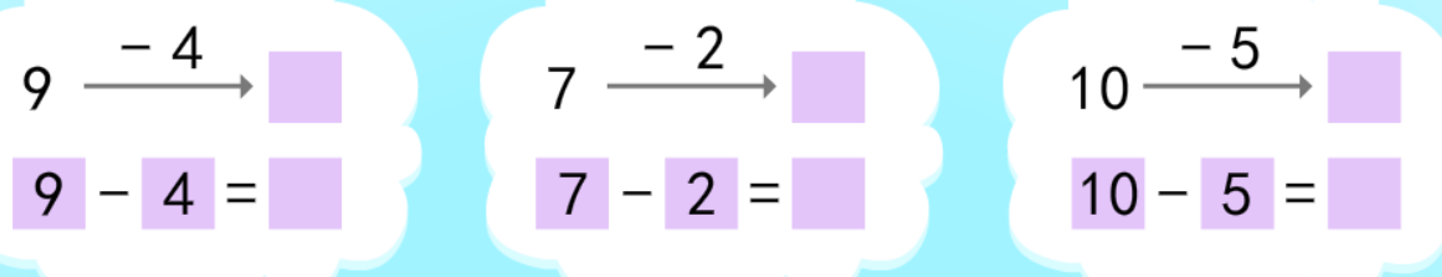 9 − 4
9 − 4 =
7 − 2
7 − 2 =
10 − 5
10 − 5 =